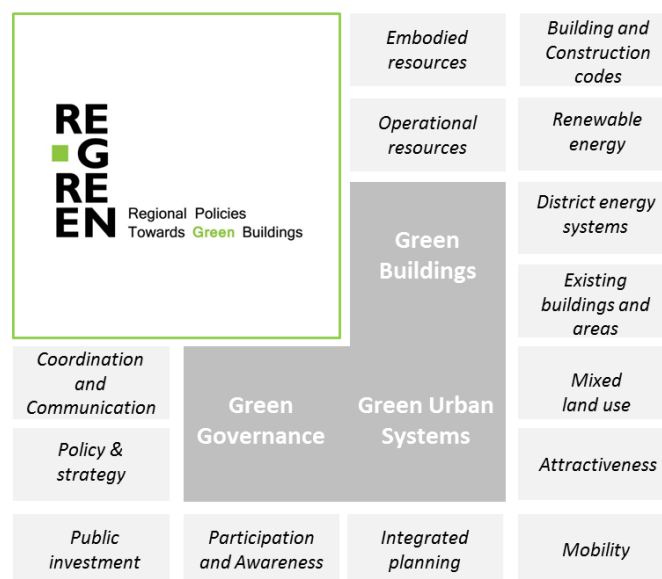 RE
G
RE
EN
Regional Policies
Towards Green Buildings
Embodied
resources
Building and
Construction
codes
Operational
resources
Renewable
energy
Green
Buildings
District energy
systems
Existing
buildings and
areas
Coordination
and
Communication
Green
Governance
Green Urban
Systems
Mixed
land use
Policy &
strategy
Attractiveness
Public
investment
Participation
and Awareness
Integrated
planning
Mobility